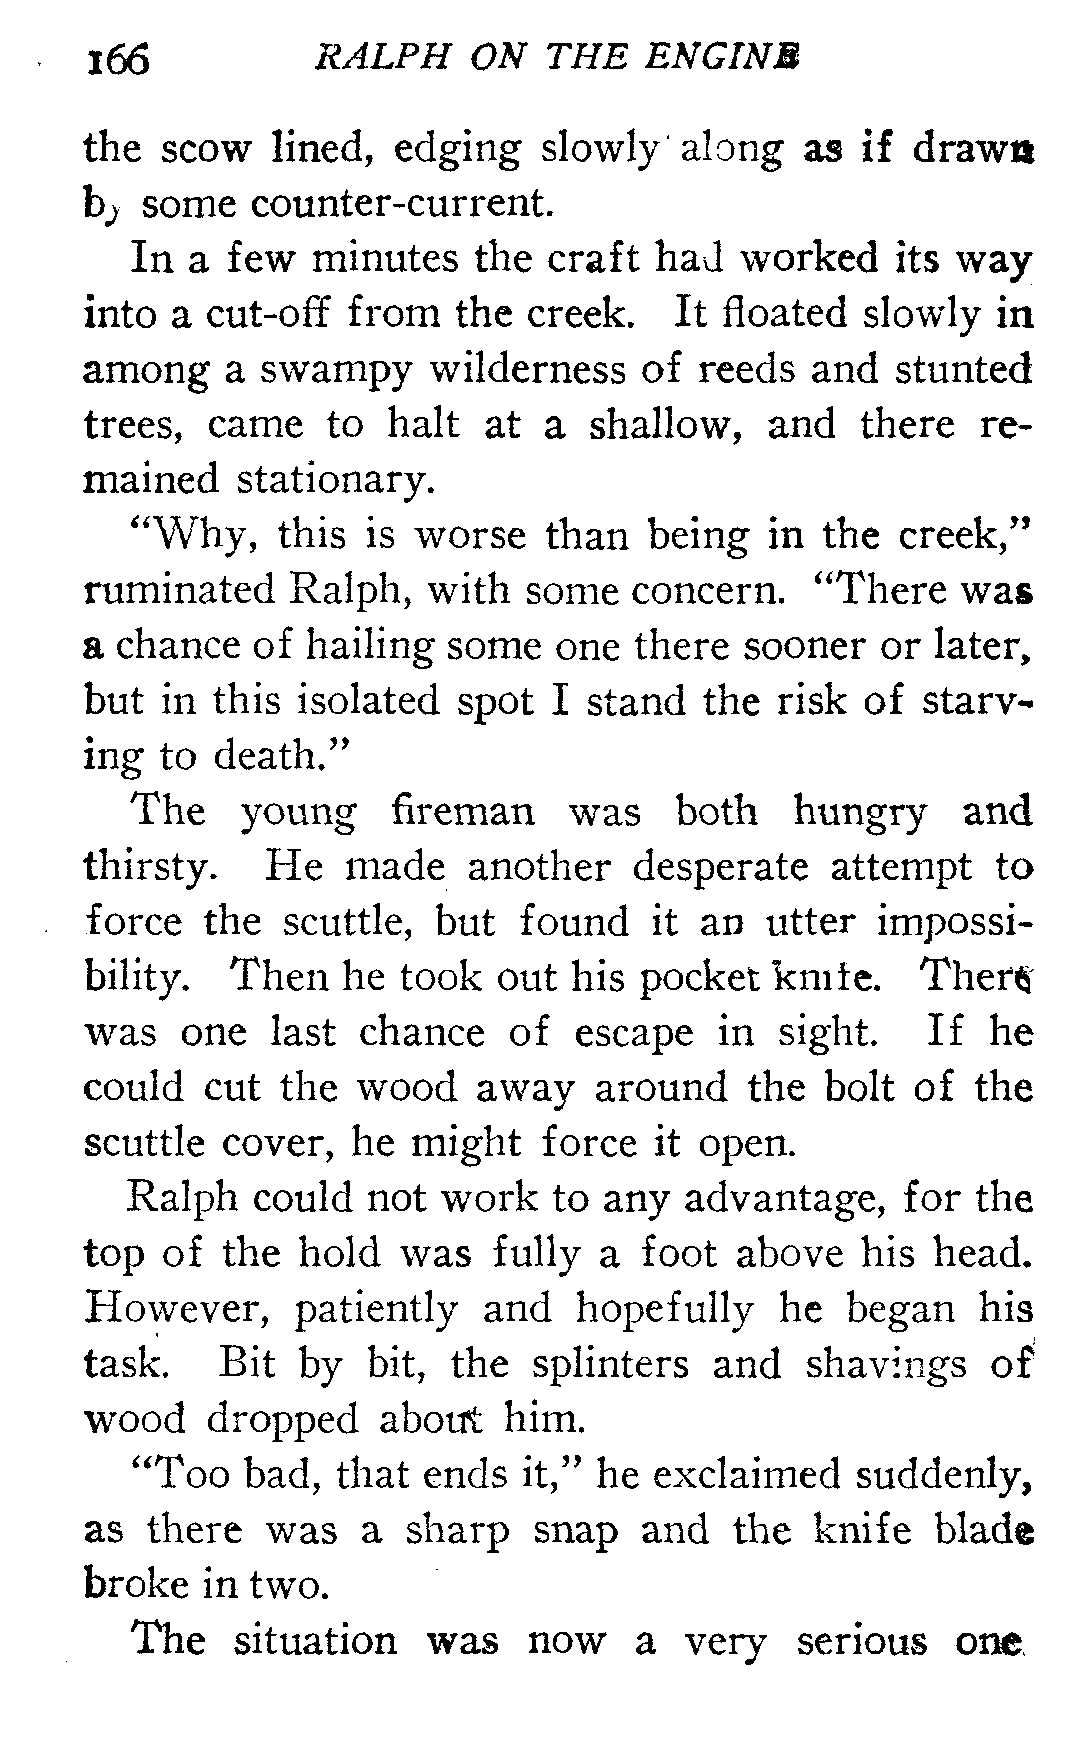 166 RALPH ON THE ENGINE
the scow lined, edging slowly along as if drawn
by some counter-current.
In a few minutes the craft had worked its way
into a cut-off from the creek. It floated slowly in
among a swampy wilderness of reeds and stunted
trees, came to halt at a shallow, and there re-
mained stationary.
“Why, this is worse than being in the creek,”
ruminated Ralph, with some concern. “There was
a chance of hailing some one there sooner or later,
but in this isolated spot I stand the risk of starv-
ing to death.”
The young fireman was both hungry and
thirsty. He made another desperate attempt to
force the scuttle, but found it an utter impossi-
bility. Then he took out his pocket knife. There
was one last chance of escape in sight. If he
could cut the wood away around the bolt of the
scuttle cover, he might force it open.
Ralph could not work to any advantage, for the
top of the hold was fully a foot above his head.
However, patiently and hopefully he began his
task. Bit by bit, the splinters and shavings of
wood dropped about him.
“Too bad, that ends it,” he exclaimed suddenly,
as there was a sharp snap and the knife blade
broke in two.
The situation was now a very serious one.